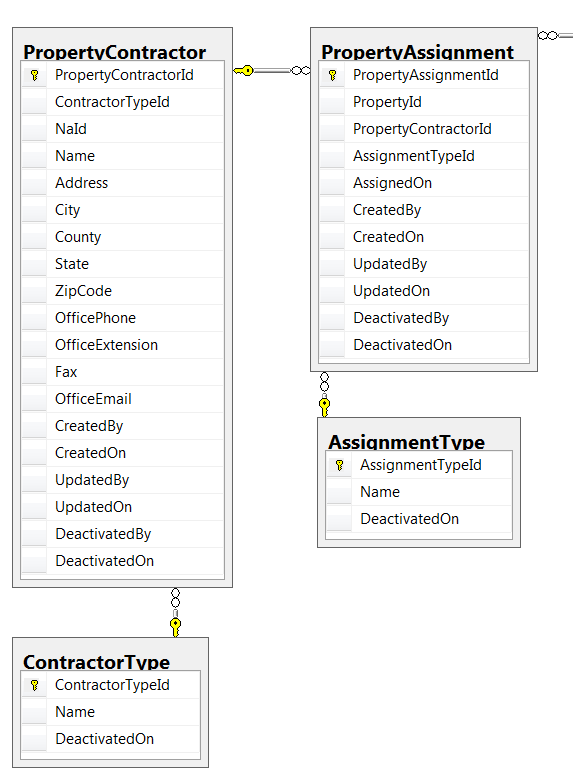 PropertyContractor
PropertyContractorId
ContractorTypeId
NaId
Name
Address
City
County
State
ZipCode
OfficePhone
OfficeExtension
Fax
OfficeEmail
CreatedBy
CreatedOn
UpdatedBy
UpdatedOn
DeactivatedBy
DeactivatedOn
PropertyAssignment
PropertyAssignmentId
PropertyId
PropertyContractorId
AssignmentTypeId
AssignedOn
CreatedBy
CreatedOn
UpdatedBy
UpdatedOn
DeactivatedBy
DeactivatedOn
AssignmentType
AssignmentTypeId
Name
DeactivatedOn
ContractorType
ContractorTypeId
Name
DeactivatedOn